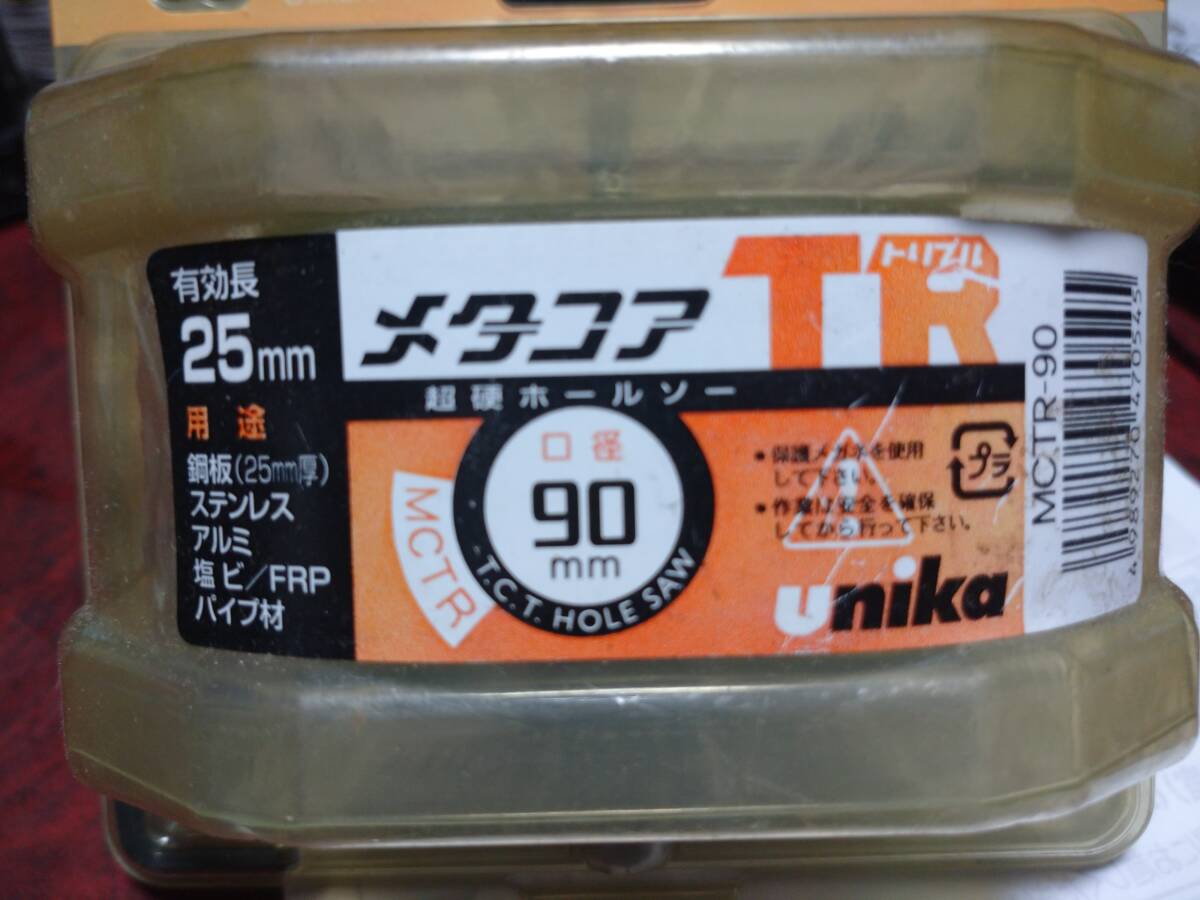 有効長
25mm
用途
鋼板(25mm厚)
ステンレス
アルミ
塩ビ/FRP
パイプ材
メタコア TR
トリプル
超硬ホールソー
口径
90
mm
T.C.T. HOLE SAW
MCTR
• 保護メガネを使用
して下さい。
• 作業は安全を確保
してから行って下さい。
プラ
unika
MCTR-90
4 989270 470545